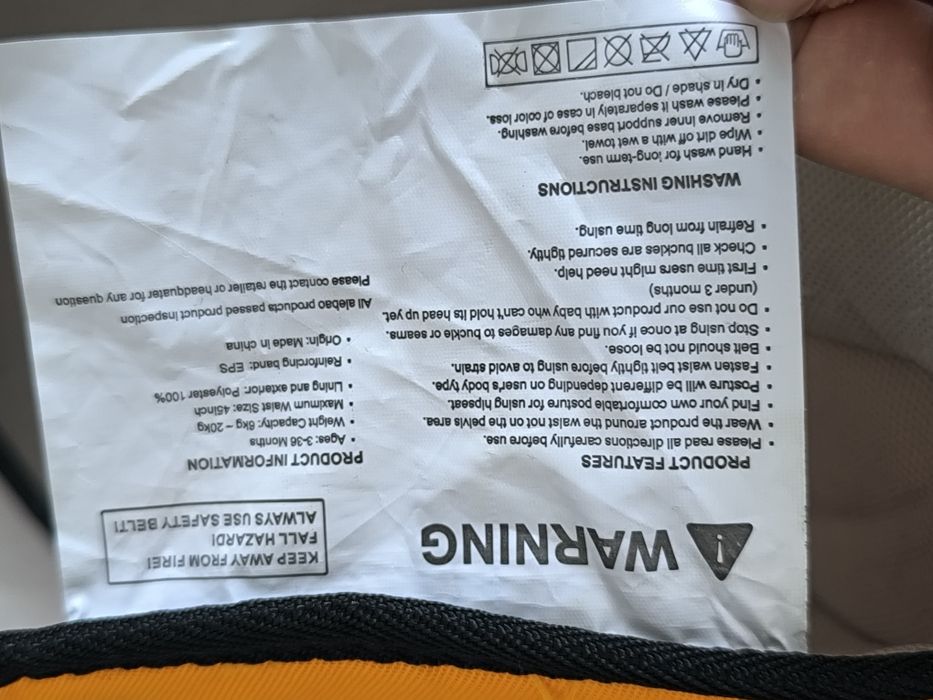 WARNING
KEEP AWAY FROM FIRE!
FALL HAZARD!
ALWAYS USE SAFETY BELT!
PRODUCT FEATURES
• Please read all directions carefully before use.
• Wear the product around the waist not on the pelvis area.
• Find your own comfortable posture for using hipseat.
• Posture will be different depending on user's body type.
• Fasten waist belt tightly before using to avoid strain.
• Belt should not be loose.
• Stop using at once if you find any damages to buckle or seams.
• Do not use our product with baby who can't hold its head up yet.
(under 3 months)
• First time users might need help.
• Check all buckles are secured tightly.
• Refrain from long time using.
WASHING INSTRUCTIONS
• Hand wash for long-term use.
• Wipe dirt off with a wet towel.
• Remove inner support base before washing.
• Please wash it separately in case of color loss.
• Dry in shade / Do not bleach.
PRODUCT INFORMATION
• Ages: 3-36 Months
• Weight Capacity: 6kg ~ 20kg
• Maximum Waist Size: 45inch
• Lining and exterior: Polyester 100%
• Reinforcing band: EPS
• Origin: Made in china
All alebao products passed product inspection
Please contact the retailer or headquater for any question